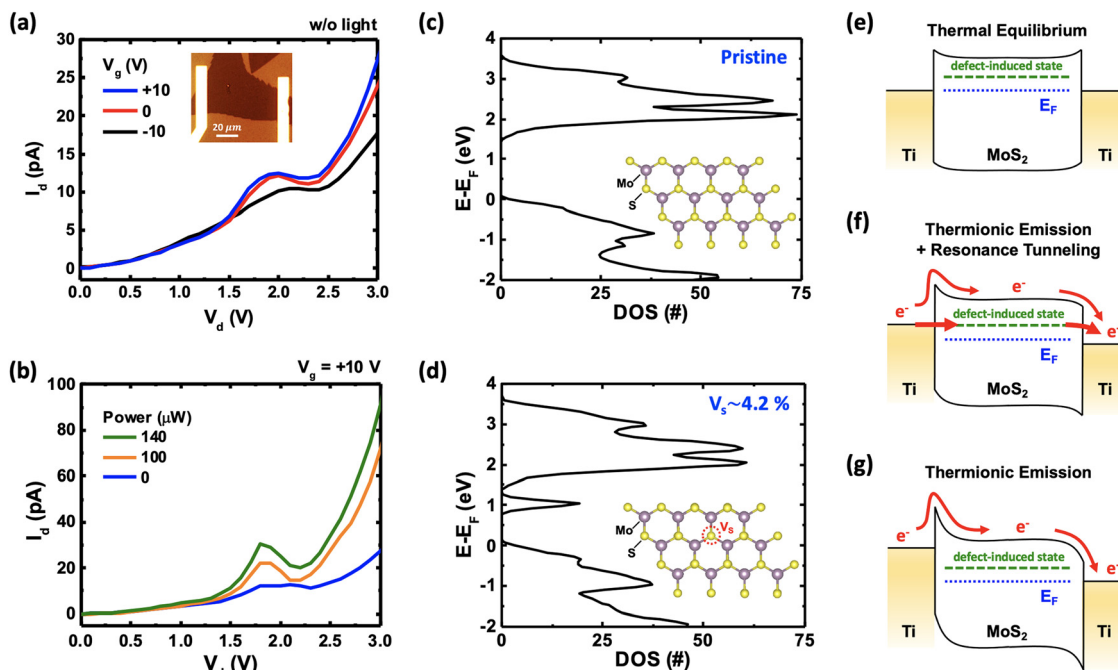 (a)
w/o light
30
25
20
15
10
5
0
I_d (pA)
V_g (V)
+10
0
-10
20 μm
0.0 0.5 1.0 1.5 2.0 2.5 3.0
V_d (V)
(b)
V_g = +10 V
100
80
60
40
20
0
I_d (pA)
Power (μW)
140
100
0
0.0 0.5 1.0 1.5 2.0 2.5 3.0
(c)
4
3
2
1
0
-1
-2
E-E_F (eV)
Pristine
Mo
S
0 25 50 75
DOS (#)
(d)
4
3
2
1
0
-1
-2
E-E_F (eV)
V_s~4.2 %
Mo
S
V_s
0 25 50 75
DOS (#)
(e)
Thermal Equilibrium
defect-induced state
E_F
Ti
MoS₂
Ti
(f)
Thermionic Emission
+ Resonance Tunneling
e⁻
e⁻
e⁻
defect-induced state
E_F
Ti
MoS₂
Ti
(g)
Thermionic Emission
e⁻
e⁻
e⁻
defect-induced state
E_F
Ti
MoS₂
Ti